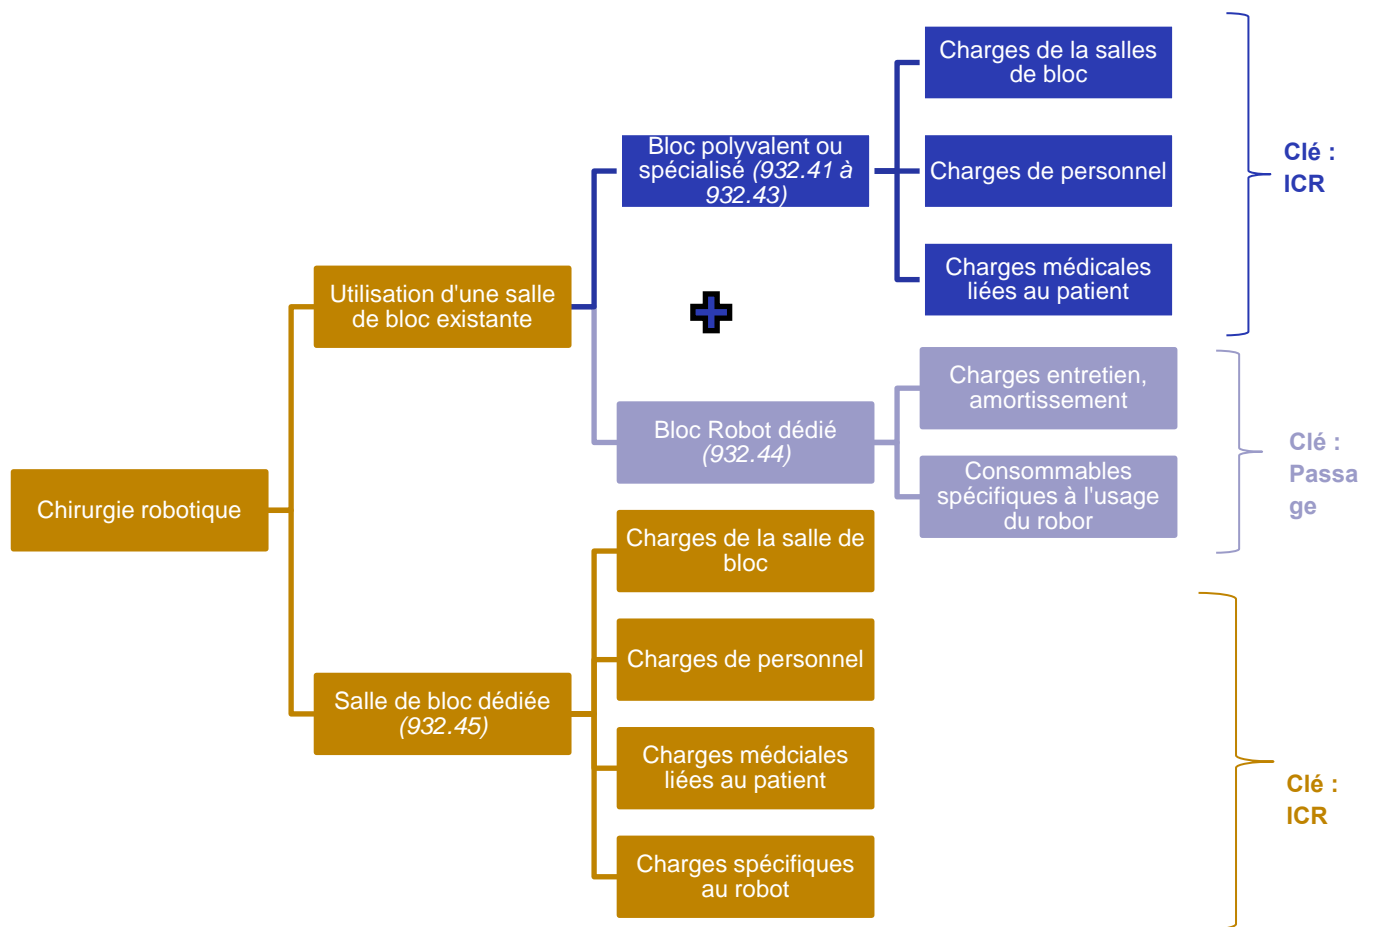 Charges de la salles
de bloc
Bloc polyvalent ou
spécialisé (932.41 à
932.43)
Charges de personnel
Charges médicales
liées au patient
Clé :
ICR
Utilisation d'une salle
de bloc existante
Charges entretien,
amortissement
Bloc Robot dédié
(932.44)
Consommables
spécifiques à l'usage
du robor
Clé :
Passa
ge
Chirurgie robotique
Charges de la salle de
bloc
Charges de personnel
Salle de bloc dédiée
(932.45)
Charges médciales
liées au patient
Charges spécifiques
au robot
Clé :
ICR